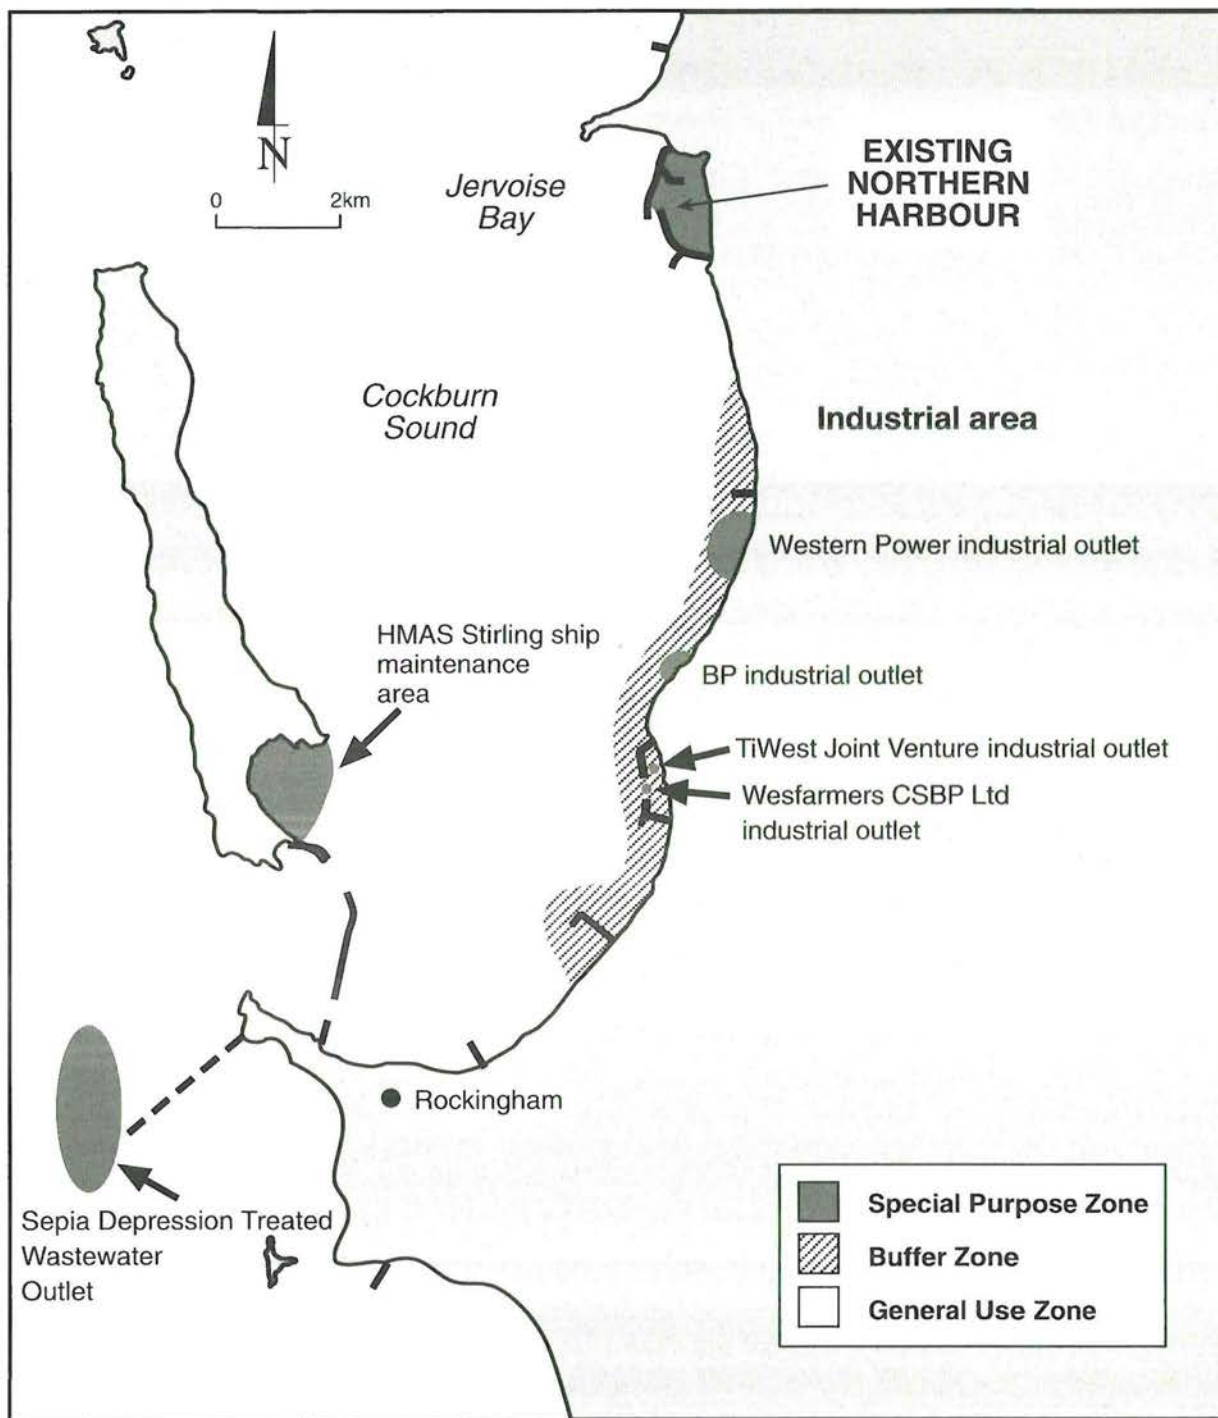 EXISTING
NORTHERN
HARBOUR
N
0 2km
Jervoise
Bay
Cockburn
Sound
Industrial area
Western Power industrial outlet
HMAS Stirling ship
maintenance
area
BP industrial outlet
TiWest Joint Venture industrial outlet
Wesfarmers CSBP Ltd
industrial outlet
Rockingham
Sepia Depression Treated
Wastewater
Outlet
Special Purpose Zone
Buffer Zone
General Use Zone